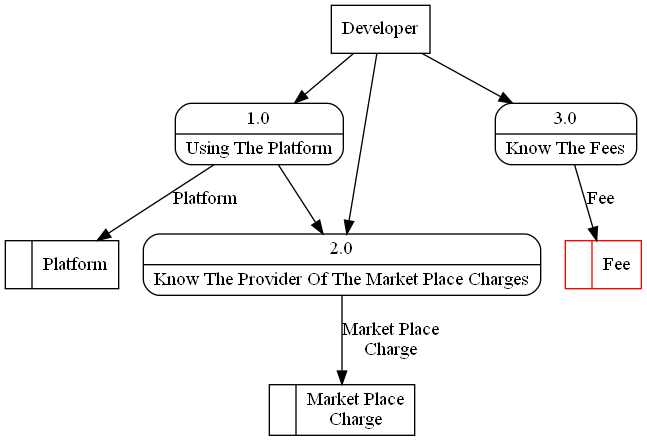 Developer
1.0
Using The Platform
3.0
Know The Fees
Platform
Fee
Platform
2.0
Know The Provider Of The Market Place Charges
Fee
Market Place
Charge
Market Place
Charge